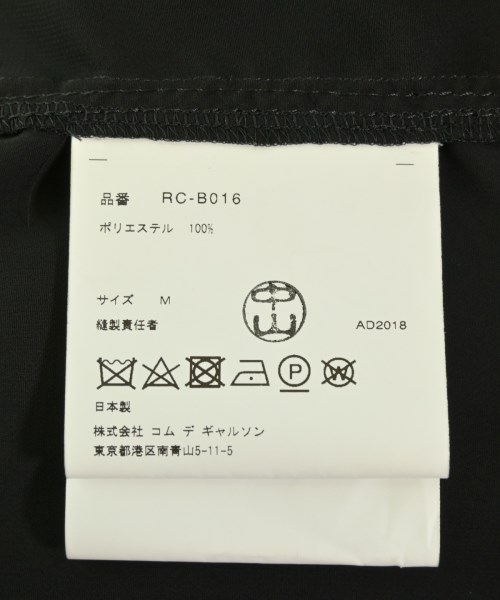 品番 RC-B016
ポリエステル 100%
サイズ M
中山
縫製責任者 AD2018
P W
日本製
株式会社 コム デ ギャルソン
東京都港区南青山5-11-5